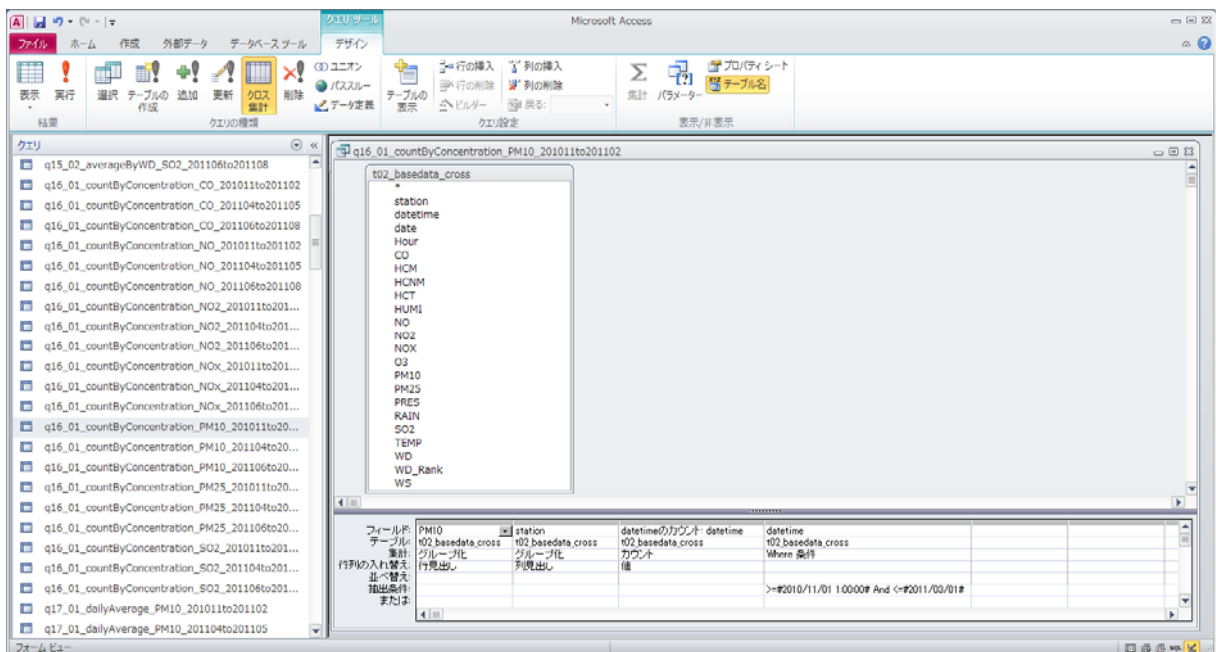 クエリ ツール
Microsoft Access
ファイル ホーム 作成 外部データ データベース ツール デザイン
表示 実行 選択 テーブルの作成 追加 更新 クロス集計 削除
ユニオン
パススルー
データ定義
テーブルの表示
行の挿入 列の挿入
行の削除 列の削除
ビルダー 戻る:
集計 パラメーター
プロパティ シート
テーブル名
結果 クエリの種類 クエリ設定 表示/非表示
クエリ
q15_02_averageByWD_SO2_201106to201108
q16_01_countByConcentration_CO_201011to201102
q16_01_countByConcentration_CO_201104to201105
q16_01_countByConcentration_CO_201106to201108
q16_01_countByConcentration_NO_201011to201102
q16_01_countByConcentration_NO_201104to201105
q16_01_countByConcentration_NO_201106to201108
q16_01_countByConcentration_NO2_201011to201...
q16_01_countByConcentration_NO2_201104to201...
q16_01_countByConcentration_NO2_201106to201...
q16_01_countByConcentration_NOx_201011to201...
q16_01_countByConcentration_NOx_201104to201...
q16_01_countByConcentration_NOx_201106to201...
q16_01_countByConcentration_PM10_201011to20...
q16_01_countByConcentration_PM10_201104to20...
q16_01_countByConcentration_PM10_201106to20...
q16_01_countByConcentration_PM25_201011to20...
q16_01_countByConcentration_PM25_201104to20...
q16_01_countByConcentration_PM25_201106to20...
q16_01_countByConcentration_SO2_201011to201...
q16_01_countByConcentration_SO2_201104to201...
q16_01_countByConcentration_SO2_201106to201...
q17_01_dailyAverage_PM10_201011to201102
q17_01_dailyAverage_PM10_201104to201105
q16_01_countByConcentration_PM10_201011to201102
t02_basedata_cross
*
station
datetime
date
Hour
CO
HCM
HCNM
HCT
HUMI
NO
NO2
NOX
O3
PM10
PM25
PRES
RAIN
SO2
TEMP
WD
WD_Rank
WS
フィールド: PM10 station datetimeのカウント: datetime datetime
テーブル: t02_basedata_cross t02_basedata_cross t02_basedata_cross t02_basedata_cross
集計: グループ化 グループ化 カウント Where 条件
行列の入れ替え: 行見出し 列見出し 値
並べ替え:
抽出条件: >=#2010/11/01 1:00:00# And <=#2011/03/01#
または:
フォーム ビュー
SQL